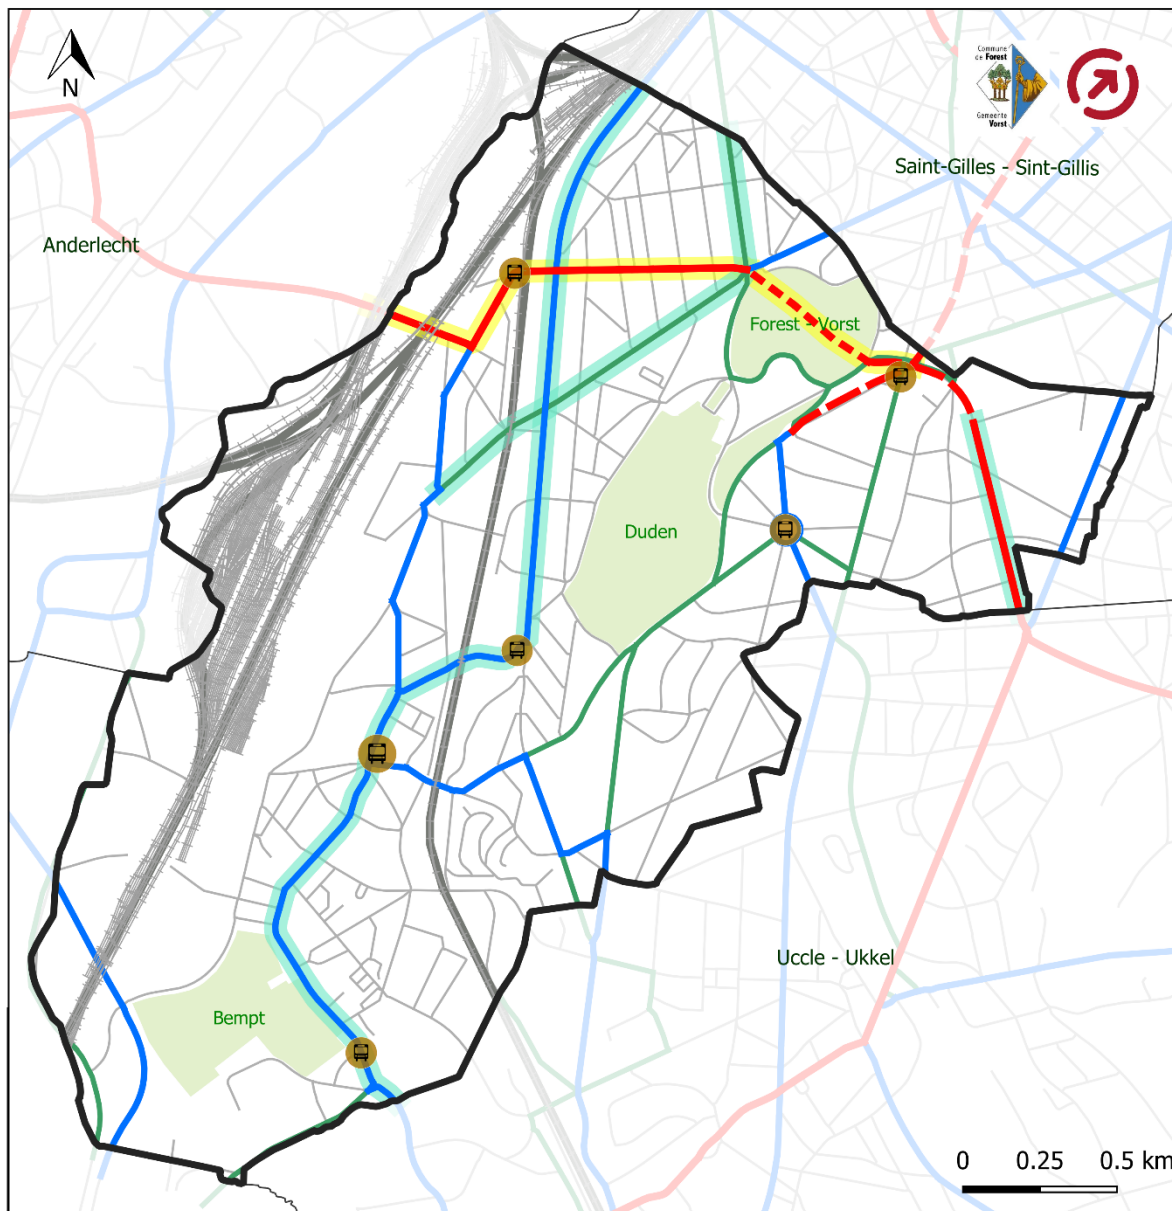 N
Commune
de Forest
Gemeente
Vorst
Saint-Gilles - Sint-Gillis
Anderlecht
Forest - Vorst
Duden
Uccle - Ukkel
Bempt
0 0.25 0.5 km